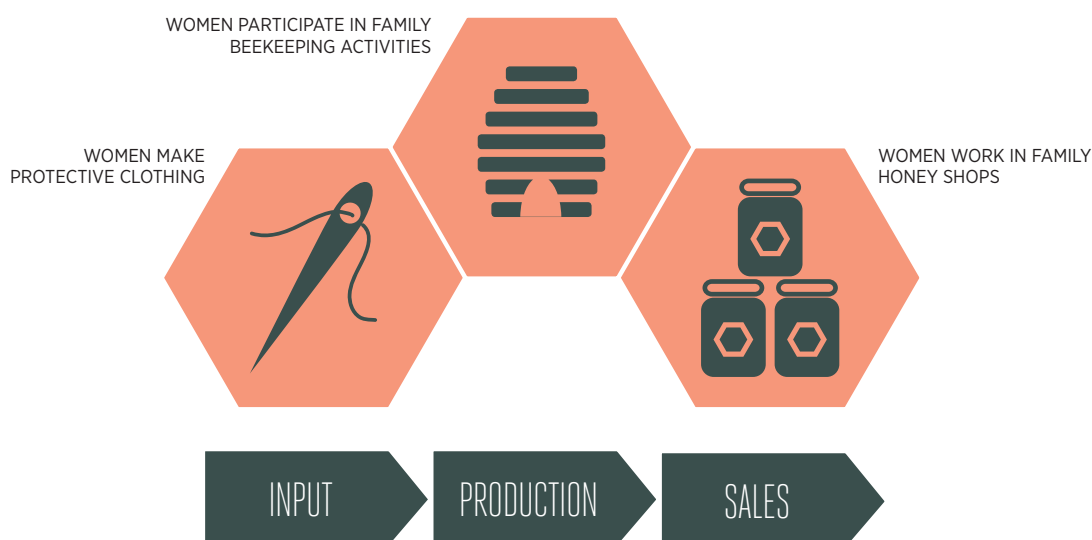 WOMEN PARTICIPATE IN FAMILY
BEEKEEPING ACTIVITIES
WOMEN MAKE
PROTECTIVE CLOTHING
WOMEN WORK IN FAMILY
HONEY SHOPS
INPUT
PRODUCTION
SALES